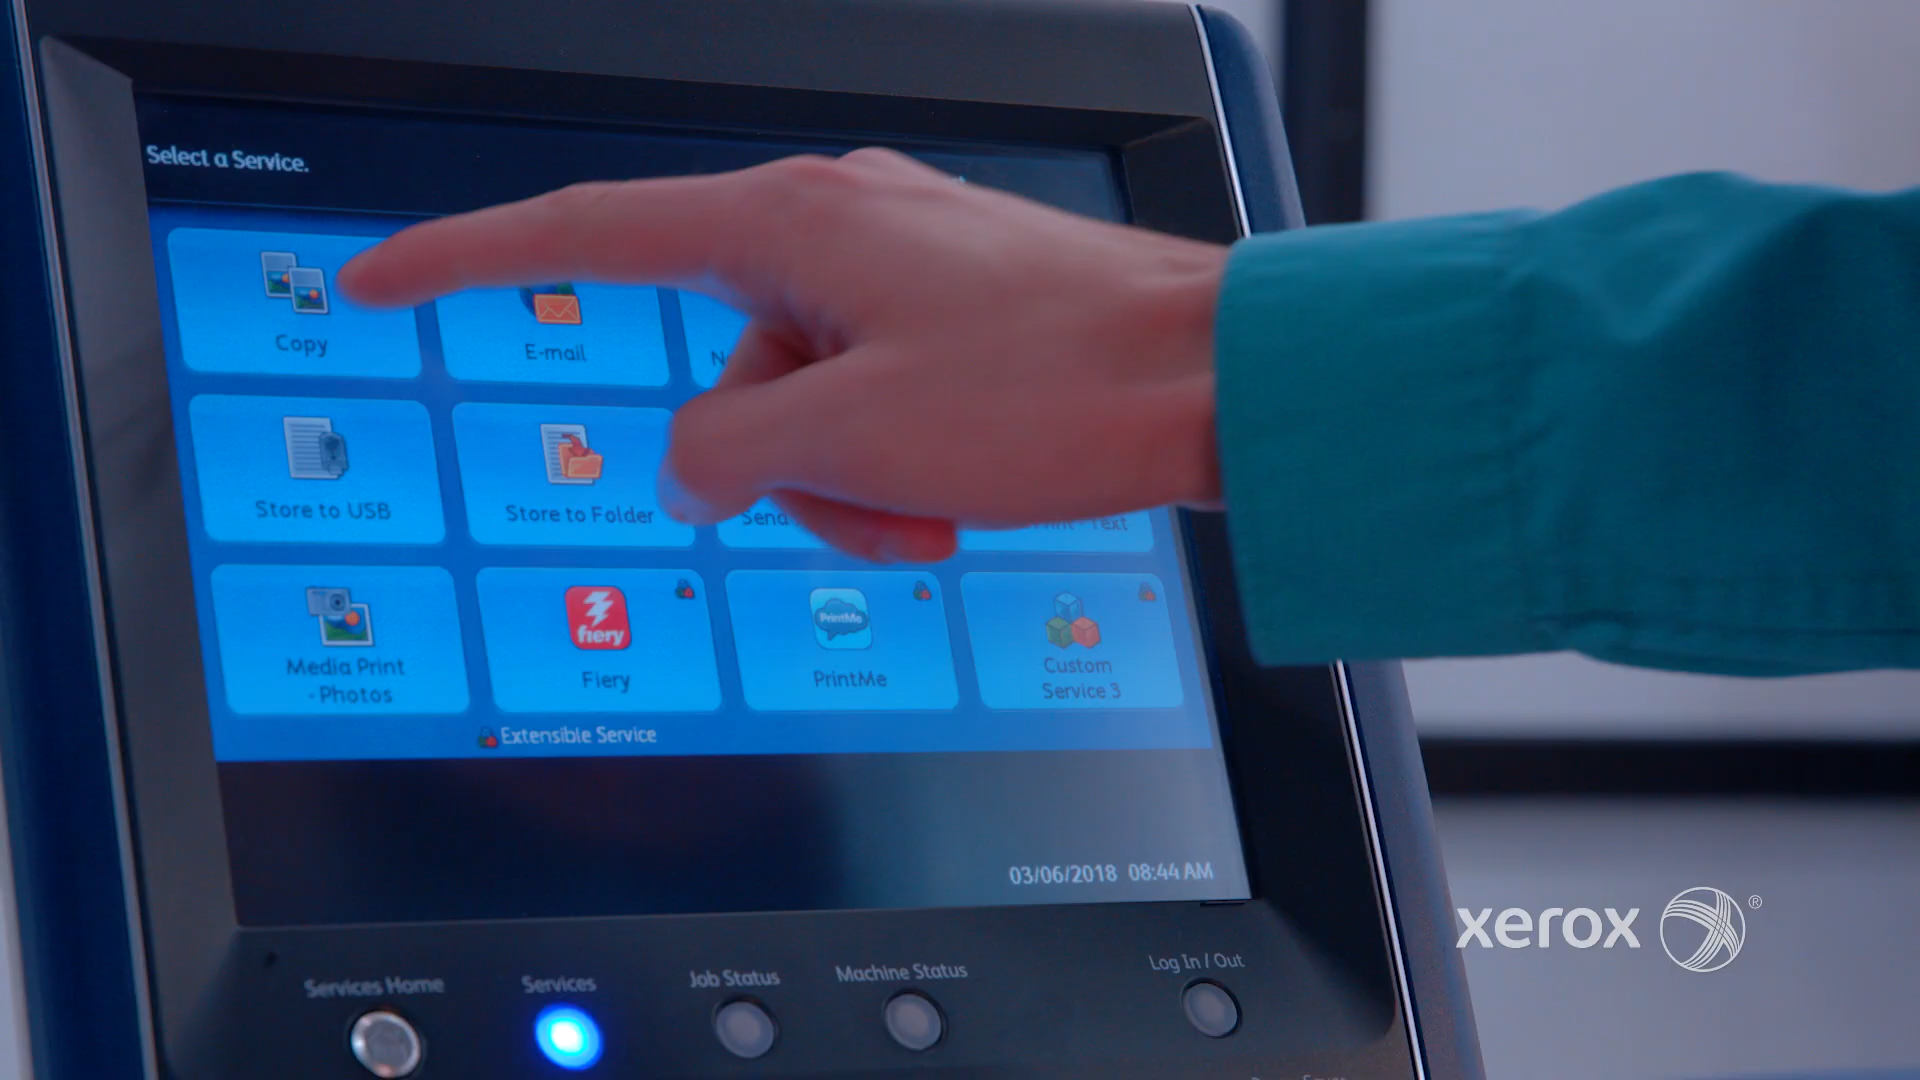 Select a Service.
Copy
E-mail
Store to USB
Store to Folder
Send
Text
Media Print
- Photos
fiery
Fiery
PrintMe
PrintMe
Custom
Service 3
Extensible Service
03/06/2018 08:44 AM
xerox ®
Services Home
Services
Job Status
Machine Status
Log In / Out